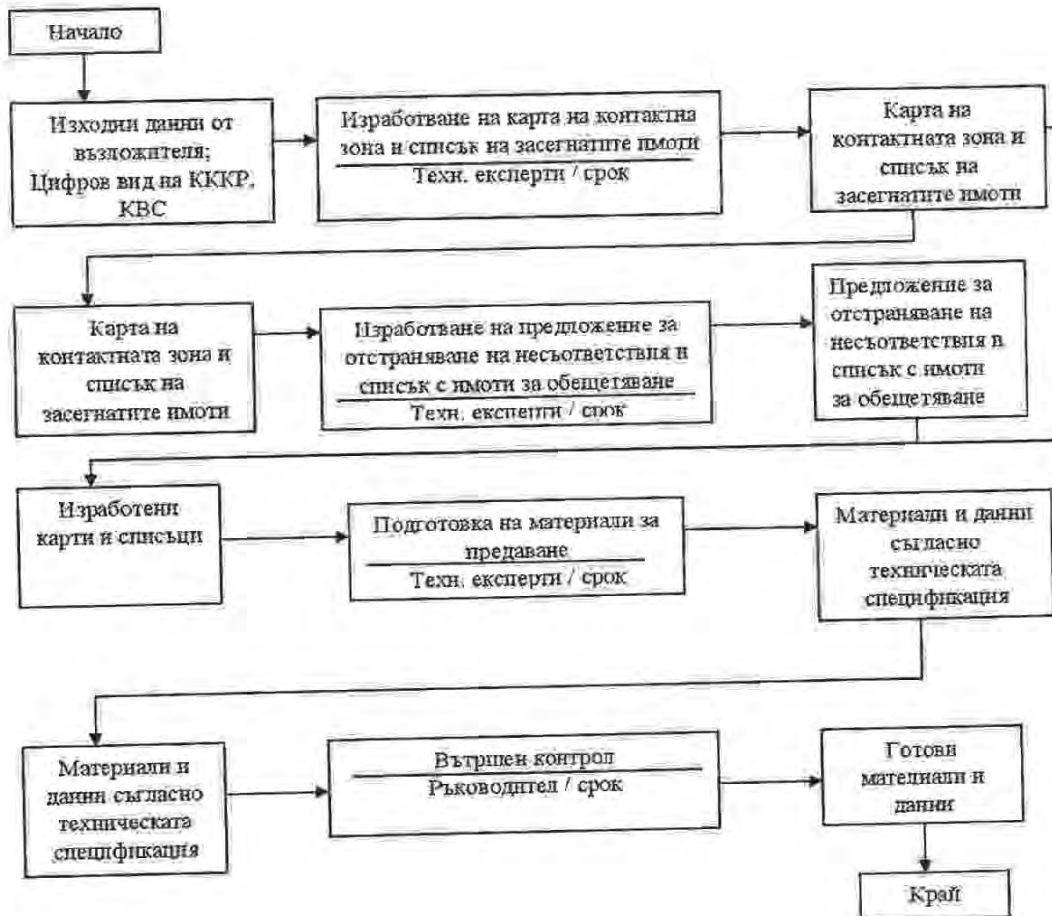 Начало
Изходни данни от
възложителя;
Цифров вид на КККР,
КВС
Изработване на карта на контактна
зона и списък на засегнатите имоти
Техн. експерти / срок
Карта на
контактната зона и
списък на
засегнатите имоти
Карта на
контактната зона и
списък на
засегнатите имоти
Изработване на предложение за
отстраняване на несъответствия и
списък с имоти за обещетяване
Техн. експерти / срок
Предложение за
отстраняване на
несъответствия и
списък с имоти
за обещетяване
Изработени
карти и списъци
Подготовка на материали за
предаване
Техн. експерти / срок
Материали и данни
съгласно
техническата
спецификация
Материали и
данни съгласно
техническата
спецификация
Вътршен контрол
Ръководител / срок
Готови
мателиали и
данни
Край